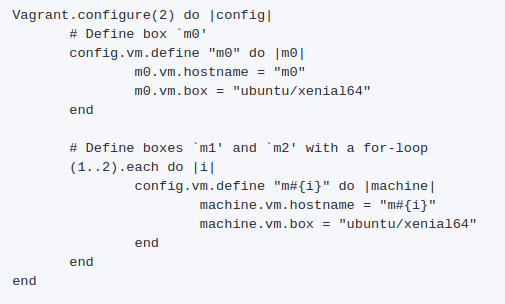 Vagrant.configure(2) do |config|
# Define box `m0'
config.vm.define "m0" do |m0|
m0.vm.hostname = "m0"
m0.vm.box = "ubuntu/xenial64"
end
# Define boxes `m1' and `m2' with a for-loop
(1..2).each do |i|
config.vm.define "m#{i}" do |machine|
machine.vm.hostname = "m#{i}"
machine.vm.box = "ubuntu/xenial64"
end
end
end